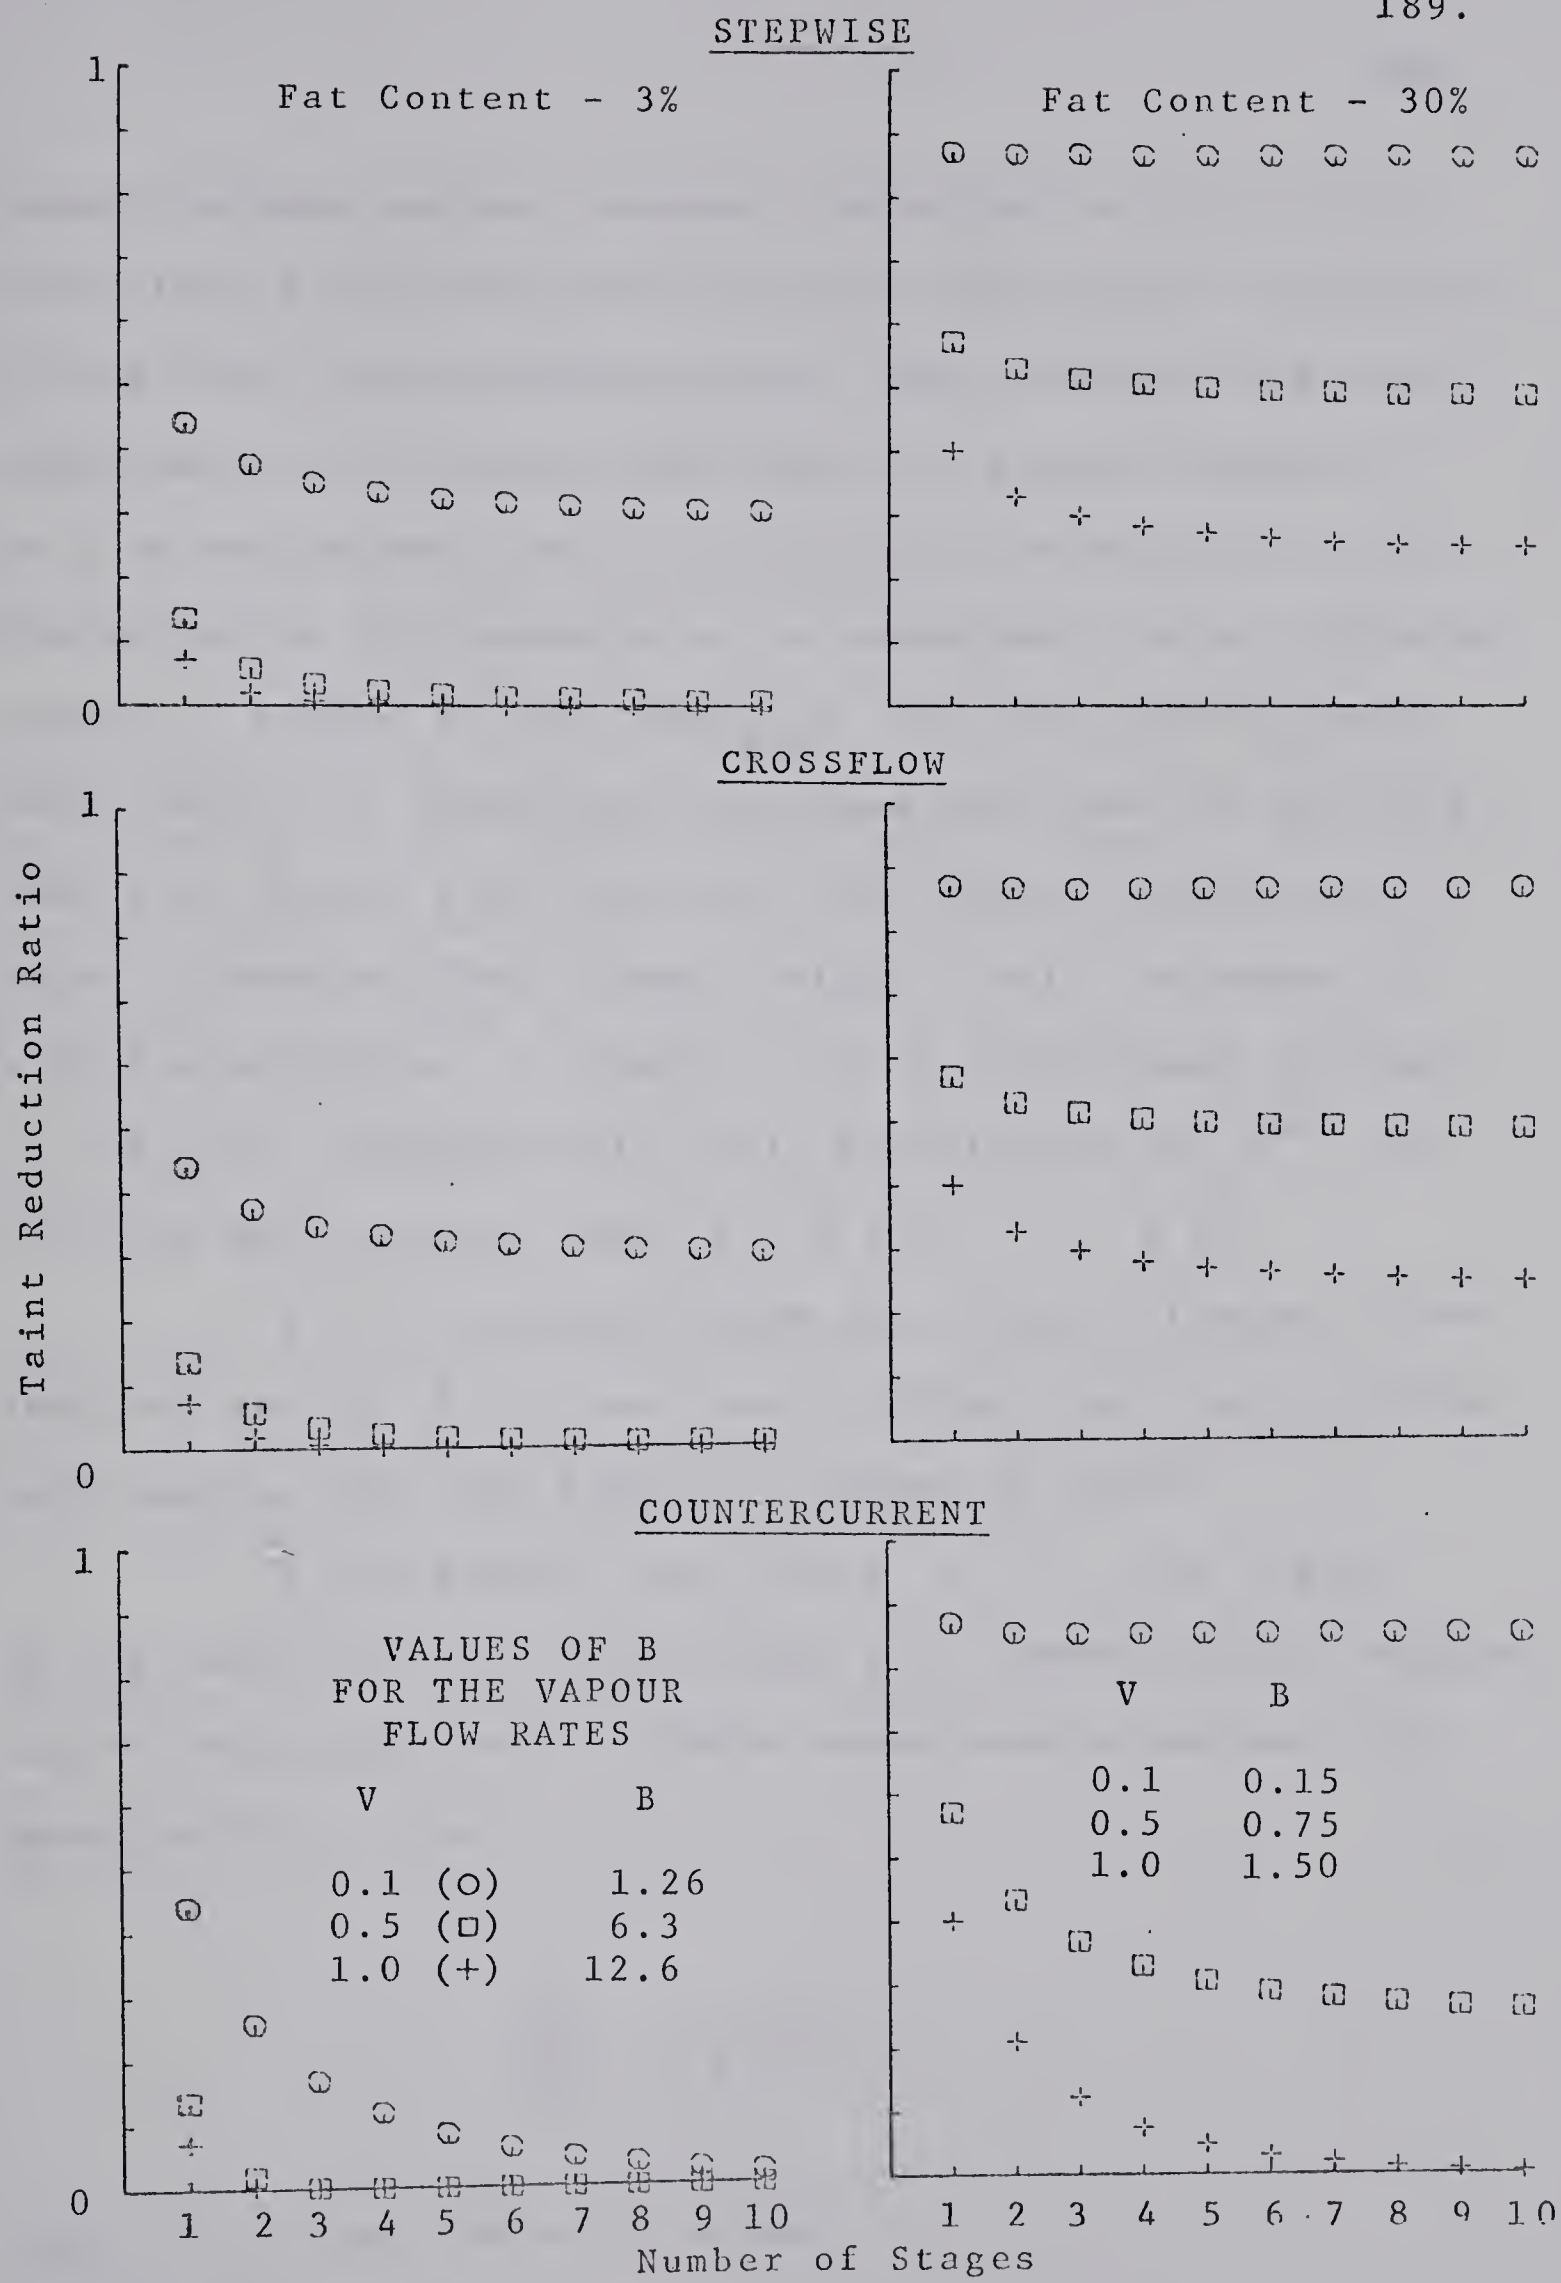 189.
STEPWISE
1
Fat Content - 3%
Fat Content - 30%
0
CROSSFLOW
1
Taint Reduction Ratio
0
COUNTERCURRENT
1
VALUES OF B
FOR THE VAPOUR
FLOW RATES
V B
0.1 (○) 1.26
0.5 (□) 6.3
1.0 (+) 12.6
V B
0.1 0.15
0.5 0.75
1.0 1.50
0
1 2 3 4 5 6 7 8 9 10
1 2 3 4 5 6 7 8 9 10
Number of Stages